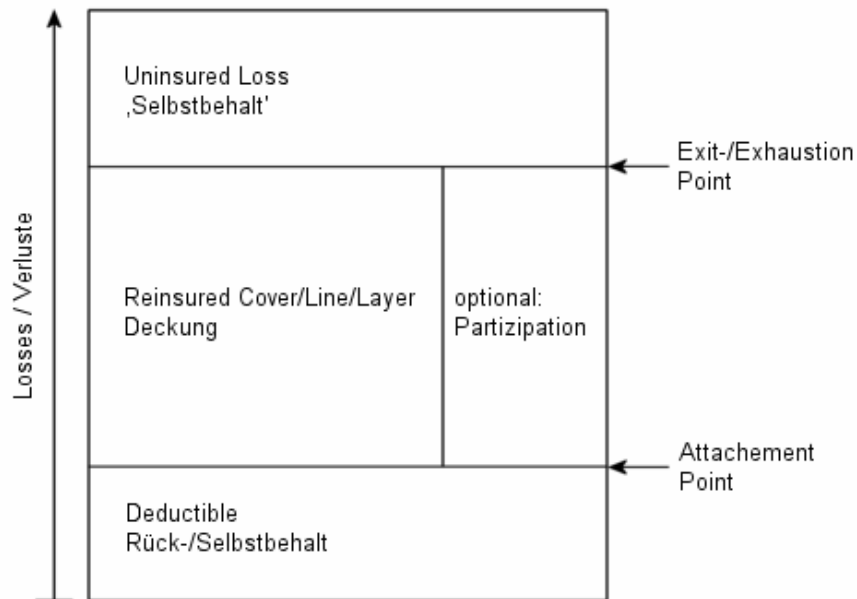 Uninsured Loss
‚Selbstbehalt'
Exit-/Exhaustion
Point
Losses / Verluste
Reinsured Cover/Line/Layer
Deckung
optional:
Partizipation
Attachement
Point
Deductible
Rück-/Selbstbehalt